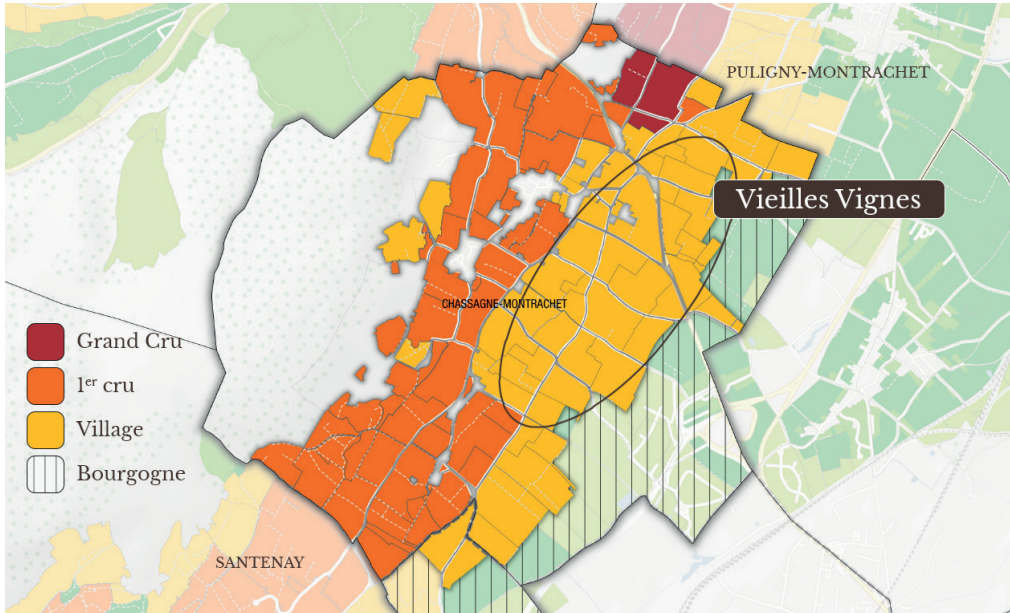 PULIGNY-MONTRACHET
Vieilles Vignes
CHASSAGNE-MONTRACHET
Grand Cru
1er cru
Village
Bourgogne
SANTENAY